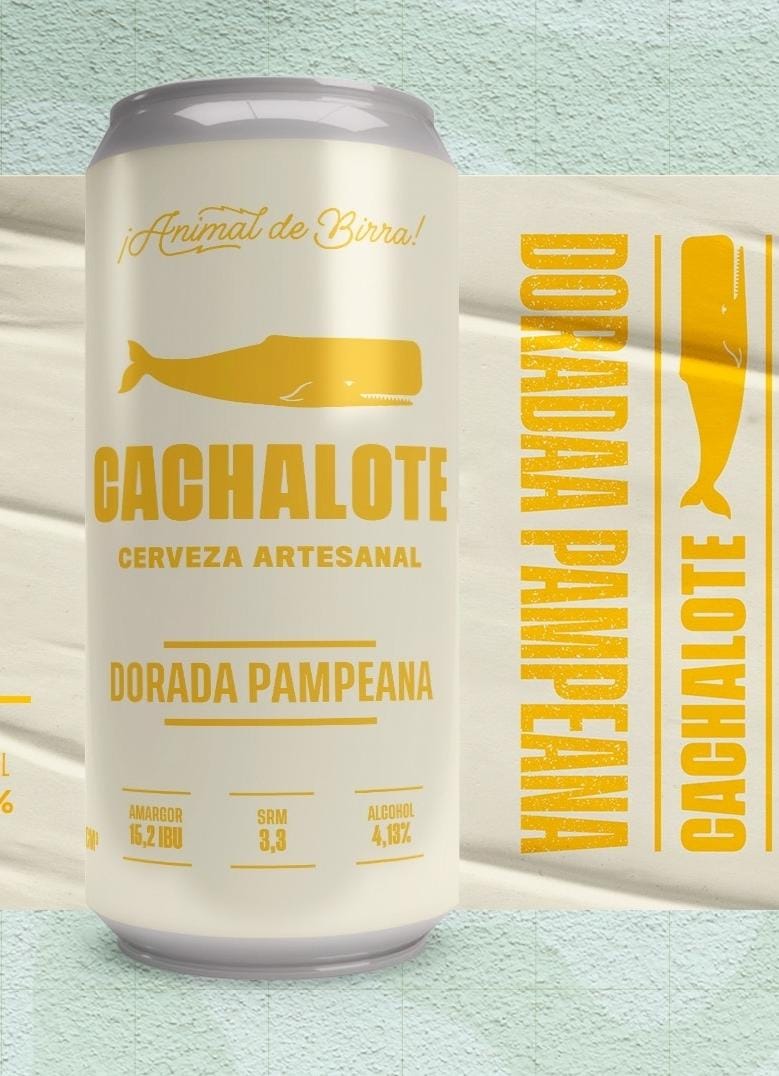 ¡Animal de Birra!
CACHALOTE
CERVEZA ARTESANAL
DORADA PAMPEANA
AMARGOR
15,2 IBU
SRM
3,3
ALCOHOL
4,13%
DORADAA PAMPEANA
CACHALOTE